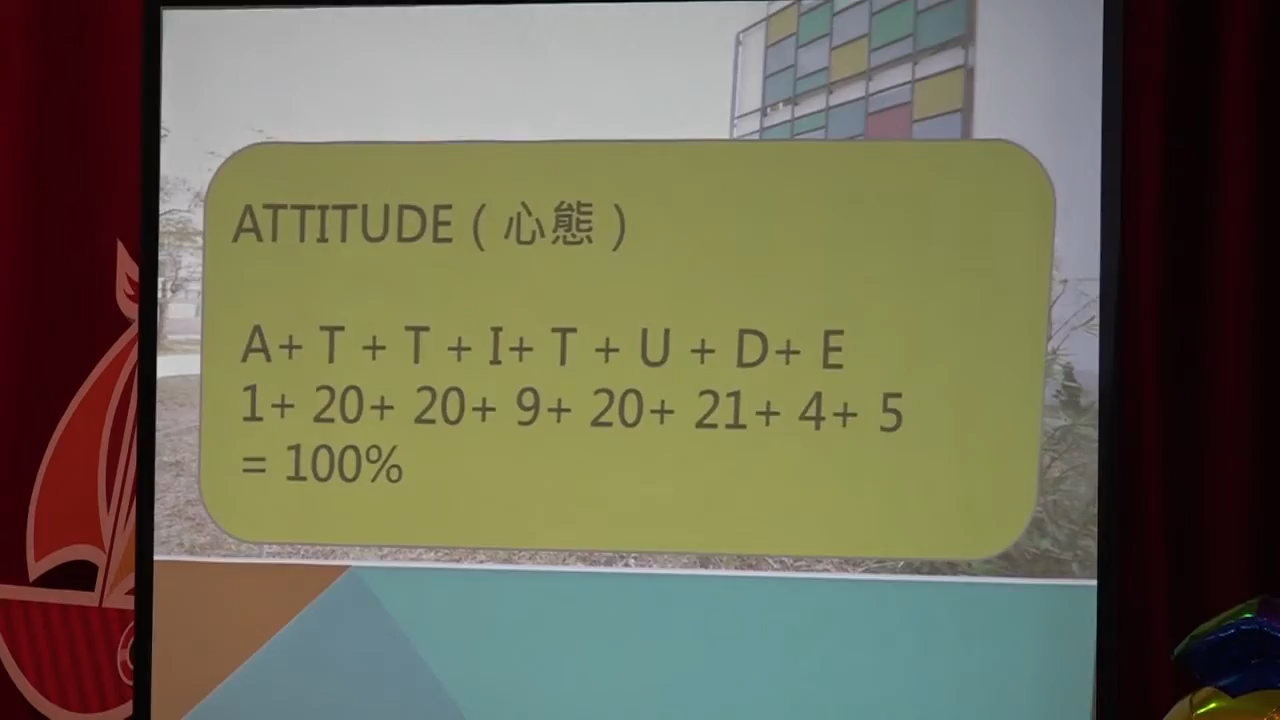 ATTITUDE ( 心態 )
A+ T + T + I+ T + U + D+ E
1+ 20+ 20+ 9+ 20+ 21+ 4+ 5
= 100%